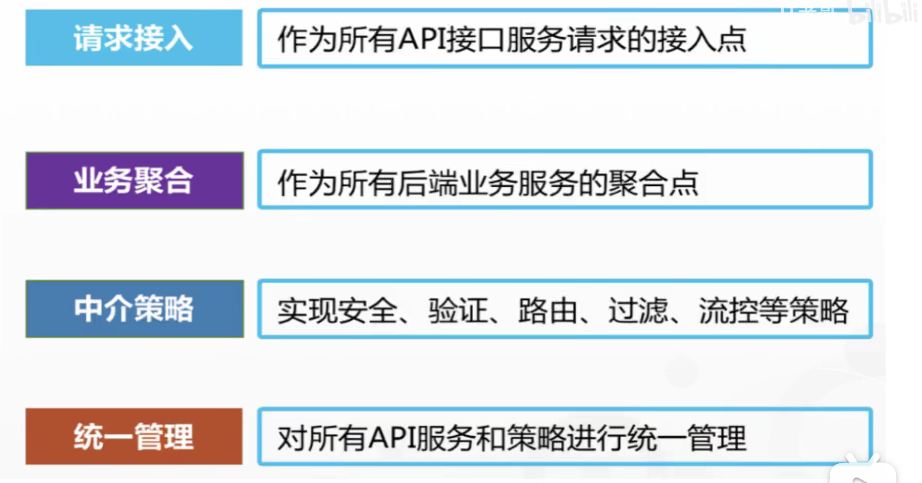 bilibili
请求接入
作为所有API接口服务请求的接入点
业务聚合
作为所有后端业务服务的聚合点
中介策略
实现安全、验证、路由、过滤、流控等策略
统一管理
对所有API服务和策略进行统一管理